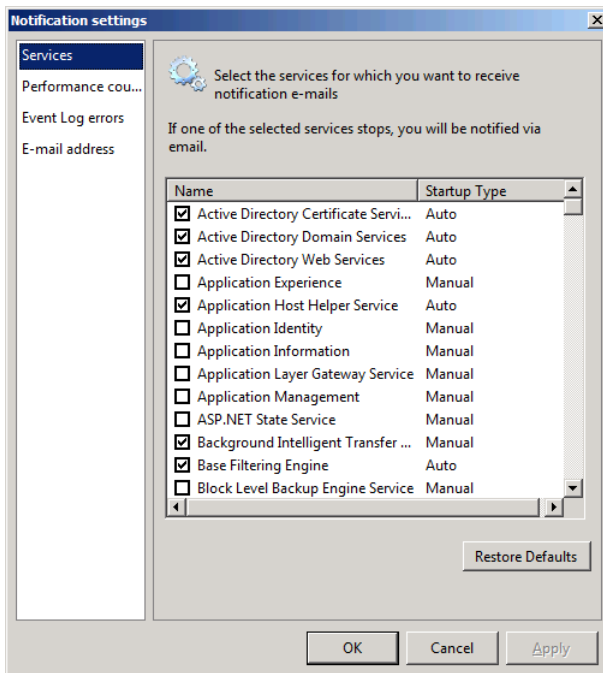 Notification settings
Services
Performance cou...
Event Log errors
E-mail address
Select the services for which you want to receive
notification e-mails
If one of the selected services stops, you will be notified via
email.
Name Startup Type
Active Directory Certificate Servi... Auto
Active Directory Domain Services Auto
Active Directory Web Services Auto
Application Experience Manual
Application Host Helper Service Auto
Application Identity Manual
Application Information Manual
Application Layer Gateway Service Manual
Application Management Manual
ASP.NET State Service Manual
Background Intelligent Transfer ... Manual
Base Filtering Engine Auto
Block Level Backup Engine Service Manual
Restore Defaults
OK Cancel Apply